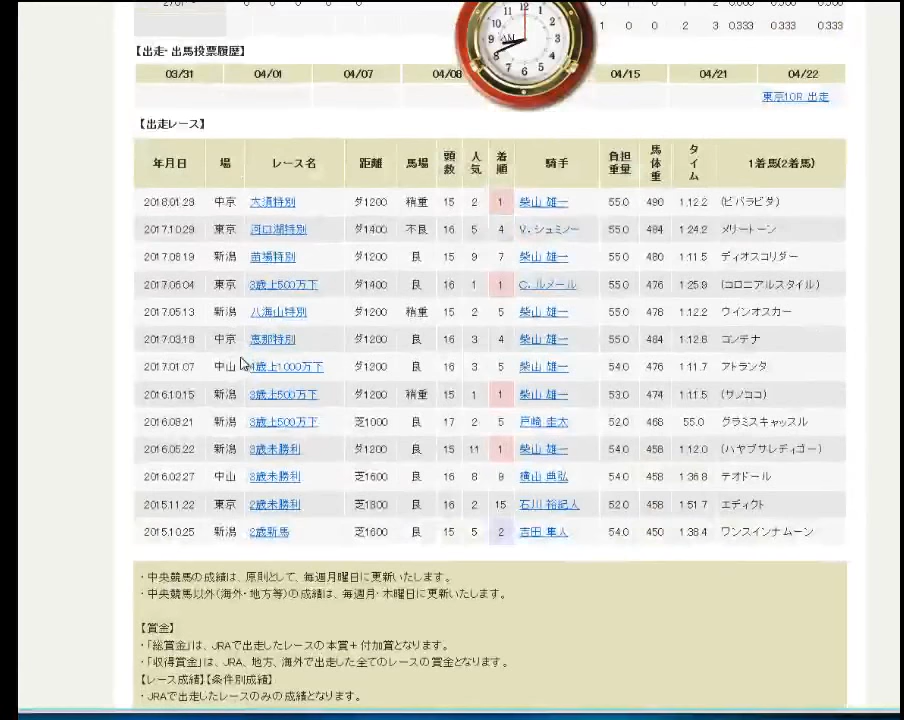 1 0 0 2 3 0.333 0.333 0.333
【出走・出馬投票履歴】
03/31 04/01 04/07 04/08 04/15 04/21 04/22
東京10R 出走
【出走レース】
年月日 場 レース名 距離 馬場 頭数 人気 着順 騎手 負担重量 馬体重 タイム 1着馬(2着馬)
2018.01.28 中京 大須特別 ダ1200 稍重 15 2 1 柴山 雄一 55.0 490 1:12.2 (ビバラビダ)
2017.10.29 東京 河口湖特別 ダ1400 不良 16 5 4 V. シュミノー 55.0 484 1:24.2 メリートーン
2017.08.19 新潟 苗場特別 ダ1200 良 15 9 7 柴山 雄一 55.0 480 1:11.5 ディオスコリダー
2017.06.04 東京 3歳上500万下 ダ1400 良 16 1 1 C. ルメール 55.0 476 1:25.9 (コロニアルスタイル)
2017.05.13 新潟 八海山特別 ダ1200 稍重 15 2 5 柴山 雄一 55.0 478 1:12.2 ウインオスカー
2017.03.18 中京 恵那特別 ダ1200 良 16 3 4 柴山 雄一 55.0 484 1:12.8 コンテナ
2017.01.07 中山 4歳上1000万下 ダ1200 良 16 3 5 柴山 雄一 54.0 476 1:11.7 アトランタ
2016.10.15 新潟 3歳上500万下 ダ1200 稍重 15 1 1 柴山 雄一 53.0 474 1:11.5 (サノココ)
2016.08.21 新潟 3歳上500万下 芝1000 良 17 2 5 戸崎 圭太 52.0 468 55.0 グラミスキャッスル
2016.05.22 新潟 3歳未勝利 ダ1200 良 15 11 1 柴山 雄一 54.0 458 1:12.0 (ハヤブサレディゴー)
2016.02.27 中山 3歳未勝利 芝1600 良 16 8 9 横山 典弘 54.0 458 1:36.8 テオドール
2015.11.22 東京 2歳未勝利 芝1800 良 16 2 15 石川 裕紀人 52.0 458 1:51.7 エディクト
2015.10.25 新潟 2歳新馬 芝1600 良 15 5 2 吉田 隼人 54.0 450 1:38.4 ワンスインナムーン
・中央競馬の成績は、原則として、毎週月曜日に更新いたします。
・中央競馬以外(海外・地方等)の成績は、毎週月・木曜日に更新いたします。
【賞金】
・「総賞金」は、JRAで出走したレースの本賞＋付加賞となります。
・「収得賞金」は、JRA、地方、海外で出走した全てのレースの賞金となります。
【レース成績】【条件別成績】
・JRAで出走したレースのみの成績となります。